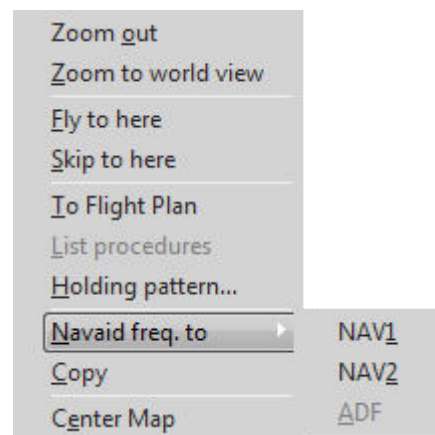 Zoom out
Zoom to world view
Fly to here
Skip to here
To Flight Plan
List procedures
Holding pattern...
Navaid freq. to
NAV1
Copy
NAV2
Center Map
ADF